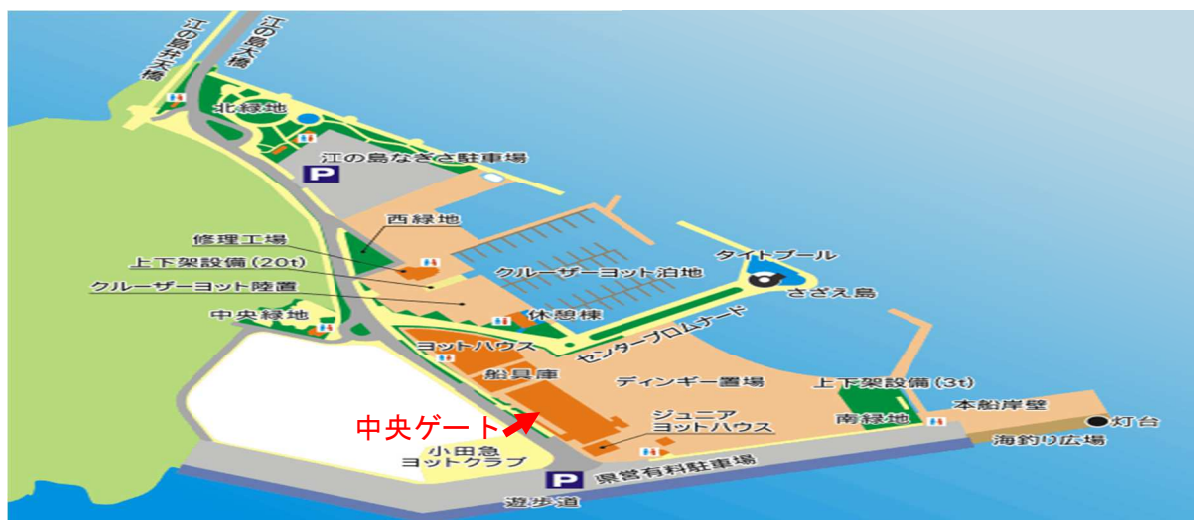 江の島弁天橋
江の島大橋
北緑地
江の島なぎさ駐車場
P
西緑地
修理工場
上下架設備(20t)
クルーザーヨット陸置
中央緑地
クルーザーヨット泊地
タイトプール
さざえ島
休憩棟
センタープロムナード
ヨットハウス
船具庫
ディンギー置場
上下架設備(3t)
本船岸壁
南緑地
灯台
海釣り広場
ジュニア
ヨットハウス
中央ゲート
小田急
ヨットクラブ
P
県営有料駐車場
遊歩道